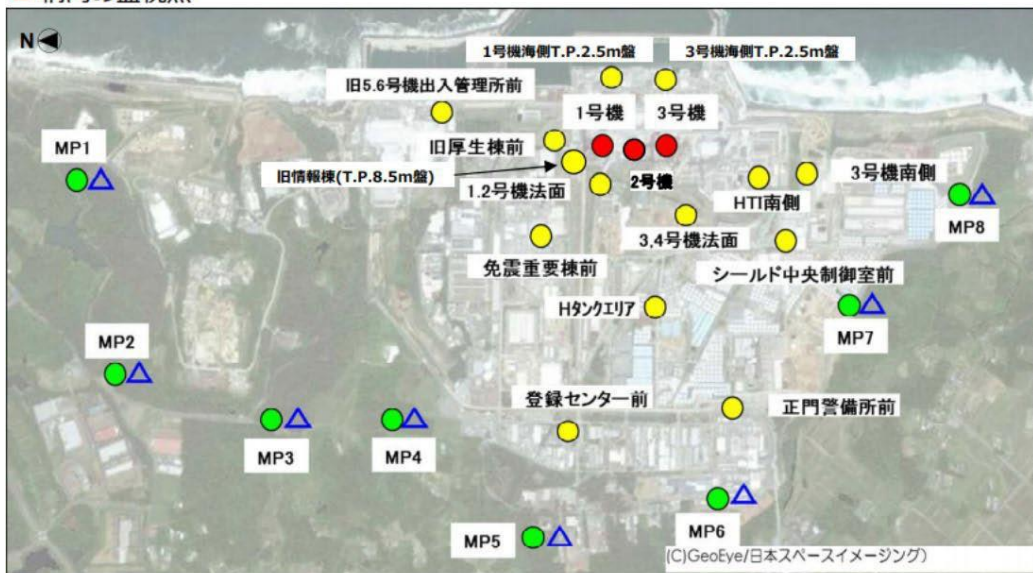 N
1号機海側T.P.2.5m盤
3号機海側T.P.2.5m盤
旧5.6号機出入管理所前
1号機
3号機
MP1
旧厚生棟前
旧情報棟(T.P.8.5m盤)
1.2号機法面
2号機
3号機南側
HTI南側
MP8
3,4号機法面
免震重要棟前
シールド中央制御室前
Hタンクエリア
MP7
MP2
登録センター前
正門警備所前
MP3
MP4
MP6
MP5
(C)GeoEye/日本スペースイメージング)